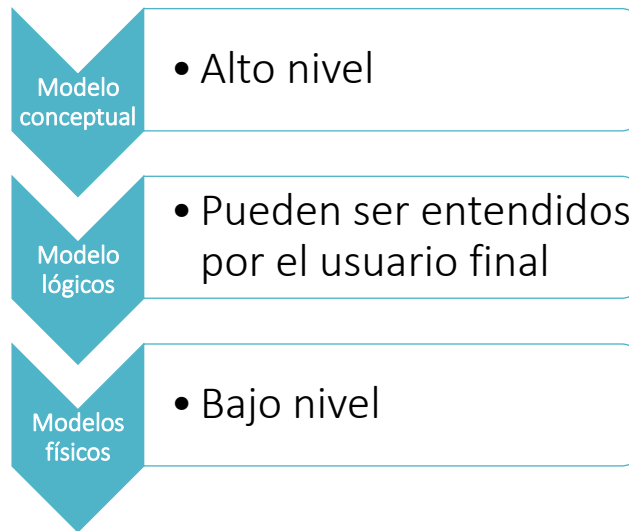 Modelo
conceptual
• Alto nivel
Modelo
lógicos
• Pueden ser entendidos
por el usuario final
Modelos
físicos
• Bajo nivel